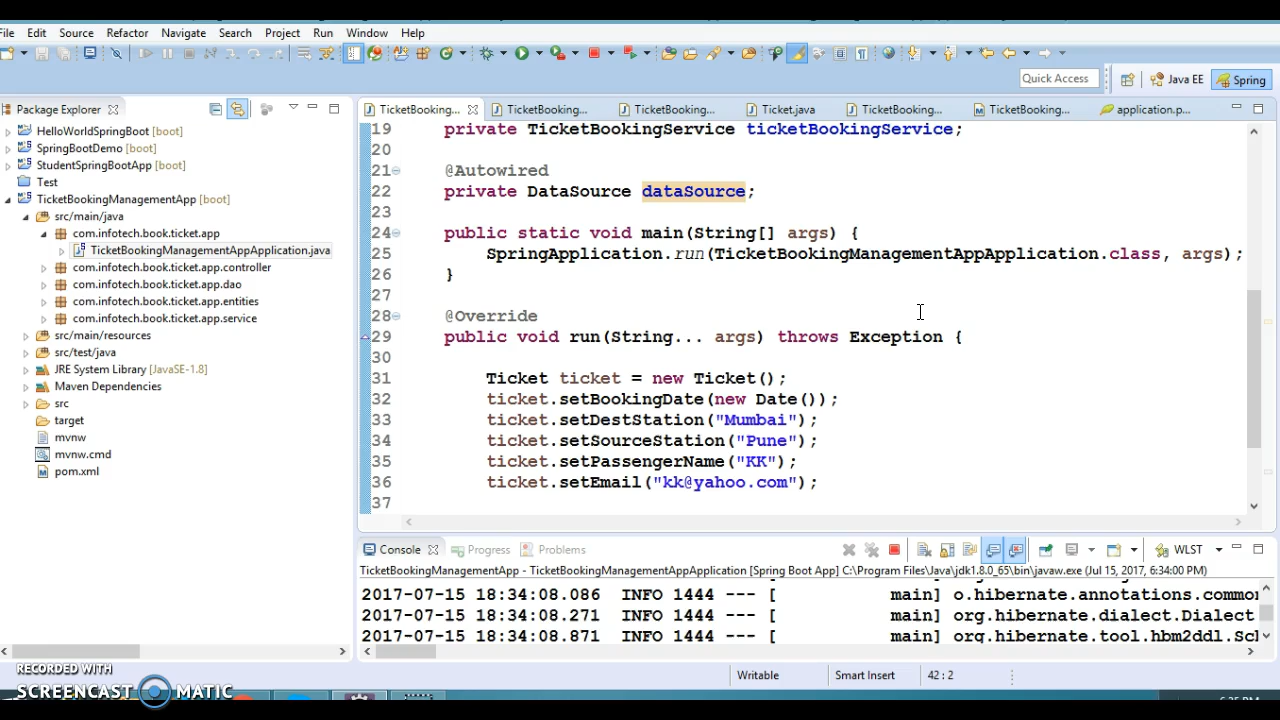 File Edit Source Refactor Navigate Search Project Run Window Help
Quick Access Java EE Spring
Package Explorer
HelloWorldSpringBoot [boot]
SpringBootDemo [boot]
StudentSpringBootApp [boot]
Test
TicketBookingManagementApp [boot]
src/main/java
com.infotech.book.ticket.app
TicketBookingManagementAppApplication.java
com.infotech.book.ticket.app.controller
com.infotech.book.ticket.app.dao
com.infotech.book.ticket.app.entities
com.infotech.book.ticket.app.service
src/main/resources
src/test/java
JRE System Library [JavaSE-1.8]
Maven Dependencies
src
target
mvnw
mvnw.cmd
pom.xml
TicketBooking... TicketBooking... TicketBooking... Ticket.java TicketBooking... TicketBooking... application.p...
19 private TicketBookingService ticketBookingService;
20
21 @Autowired
22 private DataSource dataSource;
23
24 public static void main(String[] args) {
25 SpringApplication.run(TicketBookingManagementAppApplication.class, args);
26 }
27
28 @Override
29 public void run(String... args) throws Exception {
30
31 Ticket ticket = new Ticket();
32 ticket.setBookingDate(new Date());
33 ticket.setDestStation("Mumbai");
34 ticket.setSourceStation("Pune");
35 ticket.setPassengerName("KK");
36 ticket.setEmail("kk@yahoo.com");
37
Console Progress Problems WLST
TicketBookingManagementApp - TicketBookingManagementAppApplication [Spring Boot App] C:\Program Files\Java\jdk1.8.0_65\bin\javaw.exe (Jul 15, 2017, 6:34:00 PM)
2017-07-15 18:34:08.086 INFO 1444 --- [ main] o.hibernate.annotations.common
2017-07-15 18:34:08.271 INFO 1444 --- [ main] org.hibernate.dialect.Dialect
2017-07-15 18:34:08.871 INFO 1444 --- [ main] org.hibernate.tool.hbm2ddl.Scl
Writable Smart Insert 42 : 2
RECORDED WITH
SCREENCAST MATIC